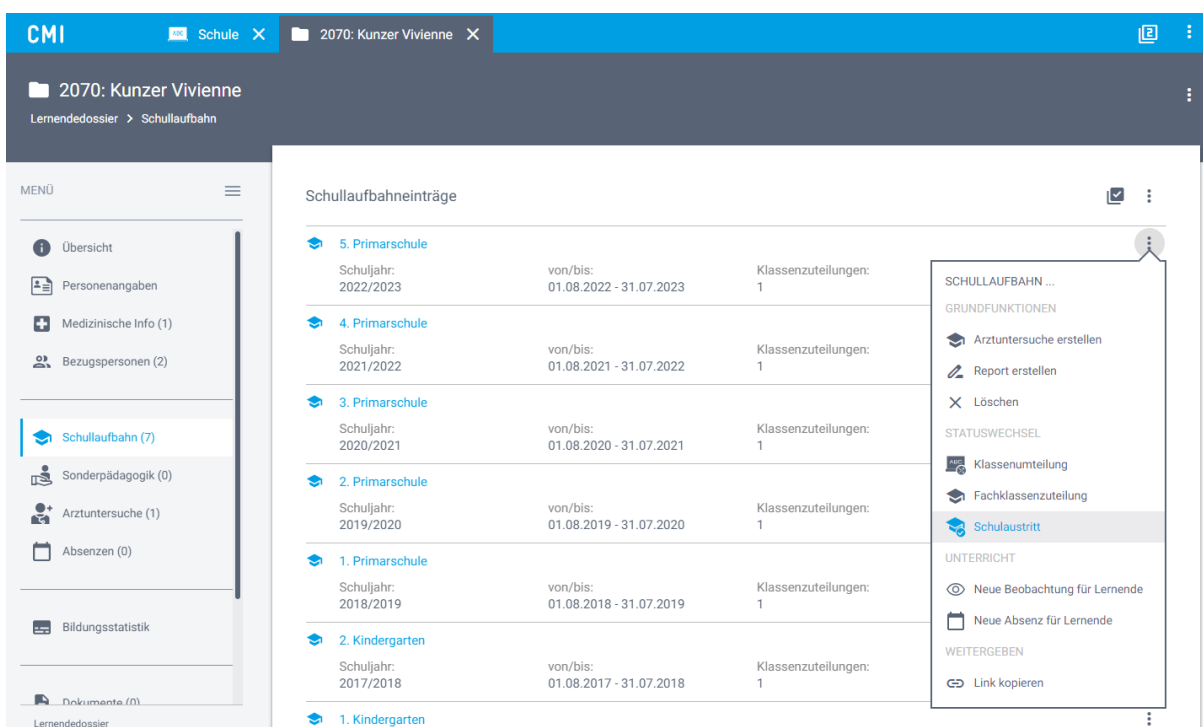 CMI
Schule
2070: Kunzer Vivienne
2070: Kunzer Vivienne
Lernendedossier > Schullaufbahn
MENÜ
Übersicht
Personenangaben
Medizinische Info (1)
Bezugspersonen (2)
Schullaufbahn (7)
Sonderpädagogik (0)
Arztuntersuche (1)
Absenzen (0)
Bildungsstatistik
Dokumente (0)
Lernendedossier
Schullaufbahneinträge
5. Primarschule
Schuljahr: von/bis: Klassenzuteilungen:
2022/2023 01.08.2022 - 31.07.2023 1
4. Primarschule
Schuljahr: von/bis: Klassenzuteilungen:
2021/2022 01.08.2021 - 31.07.2022 1
3. Primarschule
Schuljahr: von/bis: Klassenzuteilungen:
2020/2021 01.08.2020 - 31.07.2021 1
2. Primarschule
Schuljahr: von/bis: Klassenzuteilungen:
2019/2020 01.08.2019 - 31.07.2020 1
1. Primarschule
Schuljahr: von/bis: Klassenzuteilungen:
2018/2019 01.08.2018 - 31.07.2019 1
2. Kindergarten
Schuljahr: von/bis: Klassenzuteilungen:
2017/2018 01.08.2017 - 31.07.2018 1
1. Kindergarten
SCHULLAUFBAHN ...
GRUNDFUNKTIONEN
Arztuntersuche erstellen
Report erstellen
Löschen
STATUSWECHSEL
Klassenumteilung
Fachklassenzuteilung
Schulaustritt
UNTERRICHT
Neue Beobachtung für Lernende
Neue Absenz für Lernende
WEITERGEBEN
Link kopieren